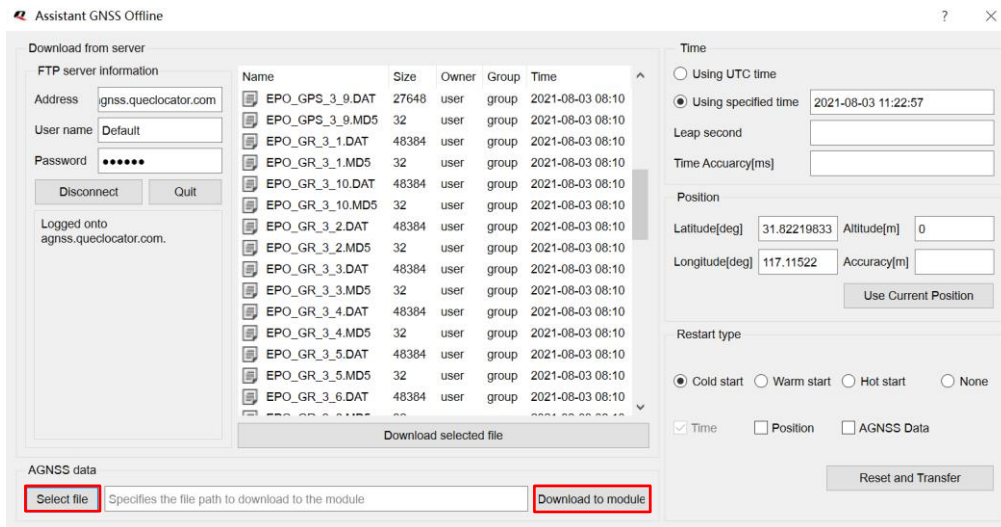 Assistant GNSS Offline
? ×
Download from server
FTP server information
Address gnss.queclocator.com
User name Default
Password ●●●●●●
Disconnect Quit
Logged onto
agnss.queclocator.com.
Name Size Owner Group Time
EPO_GPS_3_9.DAT 27648 user group 2021-08-03 08:10
EPO_GPS_3_9.MD5 32 user group 2021-08-03 08:10
EPO_GR_3_1.DAT 48384 user group 2021-08-03 08:10
EPO_GR_3_1.MD5 32 user group 2021-08-03 08:10
EPO_GR_3_10.DAT 48384 user group 2021-08-03 08:10
EPO_GR_3_10.MD5 32 user group 2021-08-03 08:10
EPO_GR_3_2.DAT 48384 user group 2021-08-03 08:10
EPO_GR_3_2.MD5 32 user group 2021-08-03 08:10
EPO_GR_3_3.DAT 48384 user group 2021-08-03 08:10
EPO_GR_3_3.MD5 32 user group 2021-08-03 08:10
EPO_GR_3_4.DAT 48384 user group 2021-08-03 08:10
EPO_GR_3_4.MD5 32 user group 2021-08-03 08:10
EPO_GR_3_5.DAT 48384 user group 2021-08-03 08:10
EPO_GR_3_5.MD5 32 user group 2021-08-03 08:10
EPO_GR_3_6.DAT 48384 user group 2021-08-03 08:10
Download selected file
AGNSS data
Select file Specifies the file path to download to the module Download to module
Time
Using UTC time
Using specified time 2021-08-03 11:22:57
Leap second
Time Accuarcy[ms]
Position
Latitude[deg] 31.82219833 Altitude[m] 0
Longitude[deg] 117.11522 Accuracy[m]
Use Current Position
Restart type
Cold start Warm start Hot start None
Time Position AGNSS Data
Reset and Transfer